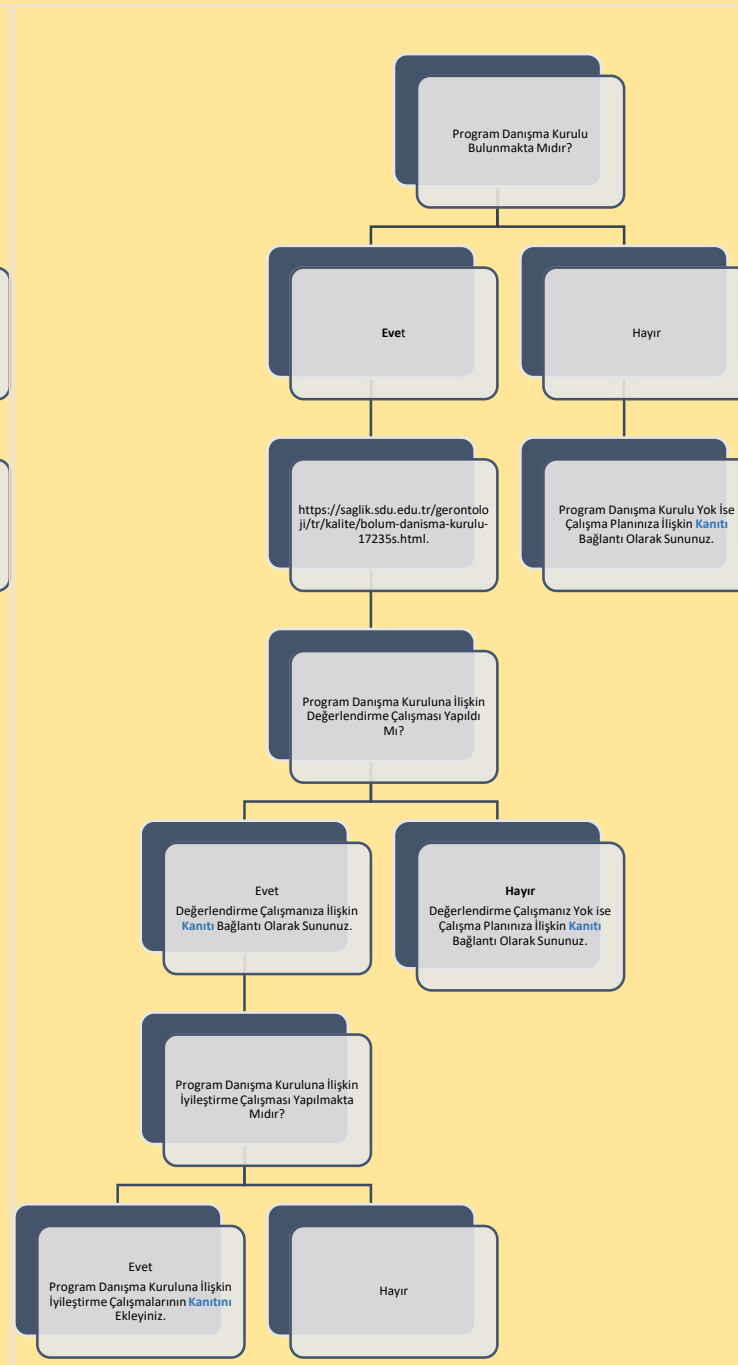 Program Danışma Kurulu
Bulunmakta Mıdır?
Evet
Hayır
https://saglik.sdu.edu.tr/gerontolo
ji/tr/kalite/bolum-danisma-kurulu-
17235s.html.
Program Danışma Kurulu Yok İse
Çalışma Planınıza İlişkin Kanıtı
Bağlantı Olarak Sununuz.
Program Danışma Kuruluna İlişkin
Değerlendirme Çalışması Yapıldı
Mı?
Evet
Değerlendirme Çalışmanıza İlişkin
Kanıtı Bağlantı Olarak Sununuz.
Hayır
Değerlendirme Çalışmanız Yok ise
Çalışma Planınıza İlişkin Kanıtı
Bağlantı Olarak Sununuz.
Program Danışma Kuruluna İlişkin
İyileştirme Çalışması Yapılmakta
Mıdır?
Evet
Program Danışma Kuruluna İlişkin
İyileştirme Çalışmalarının Kanıtını
Ekleyiniz.
Hayır